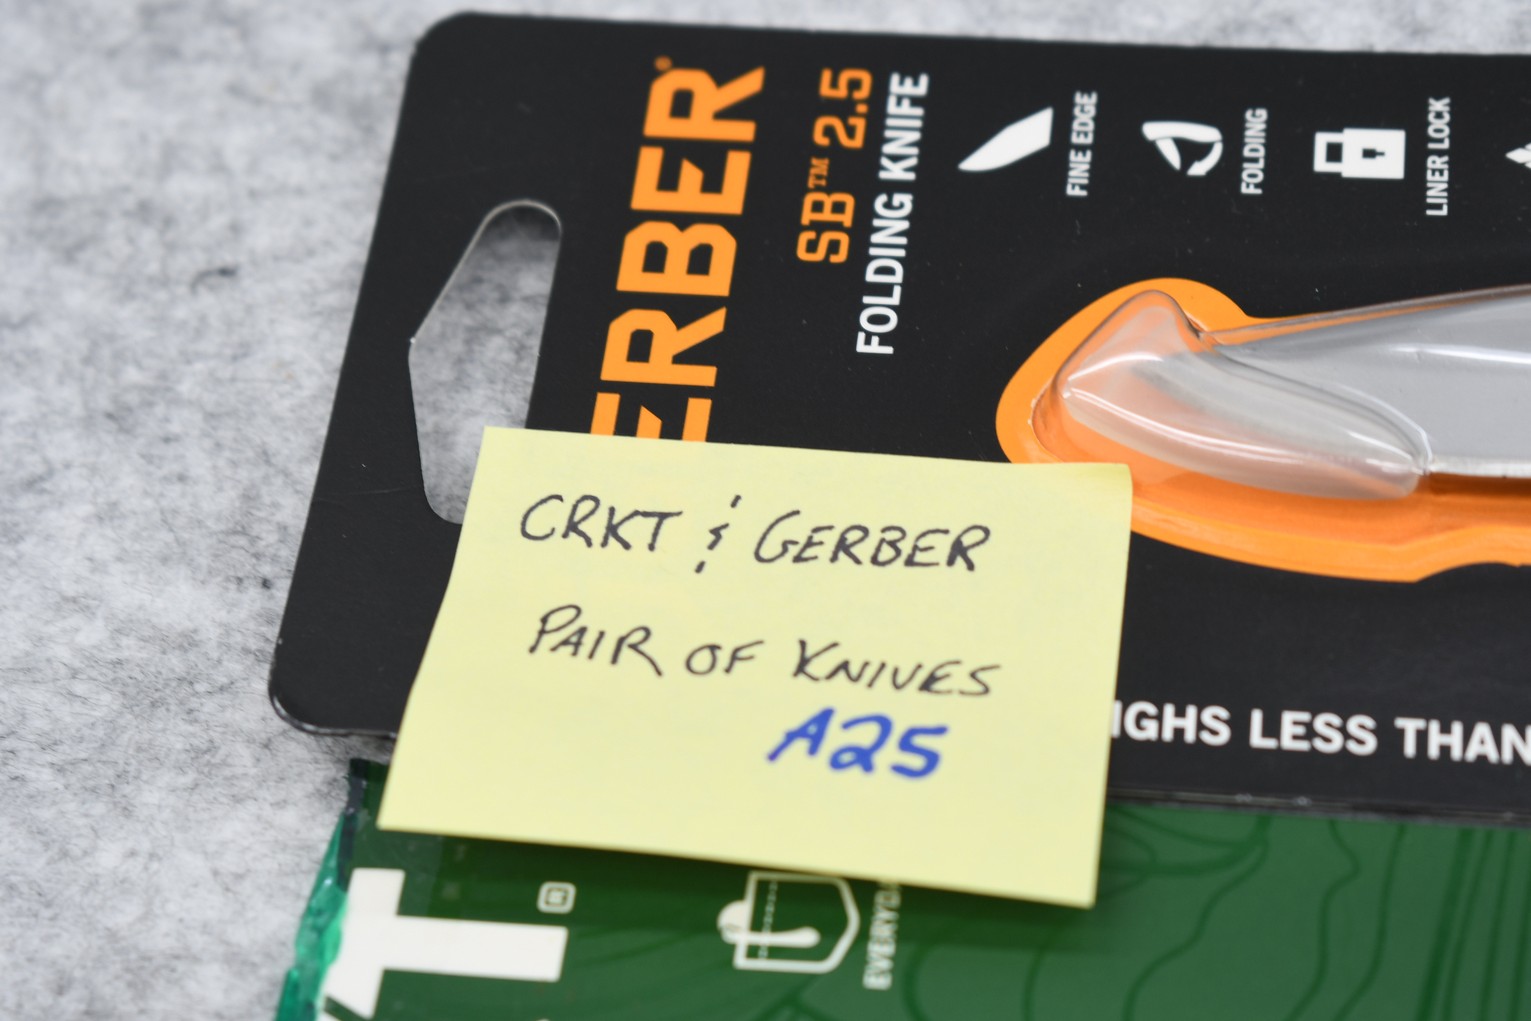 ERBER
SB™ 2.5
FOLDING KNIFE
FINE EDGE
FOLDING
LINER LOCK
CRKT & GERBER
PAIR OF KNIVES
A25
IGHS LESS THAN
T®